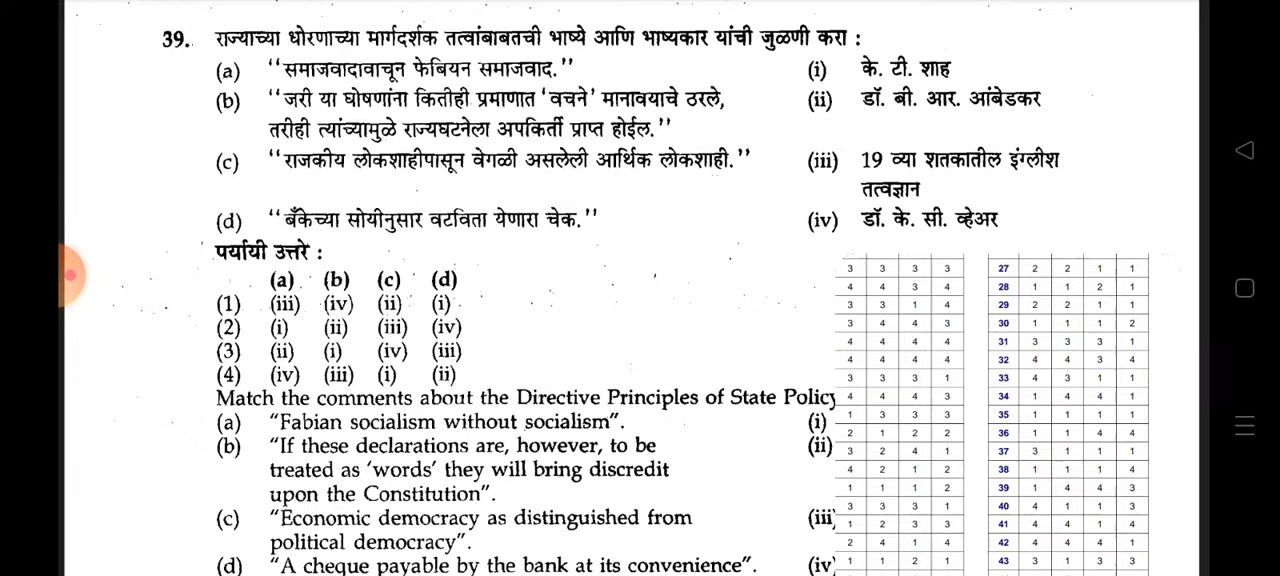 39. राज्याच्या धोरणाच्या मार्गदर्शक तत्वांबाबतची भाष्ये आणि भाष्यकार यांची जुळणी करा :
(a) ‘‘समाजवादावाचून फेबियन समाजवाद.’’ (i) के. टी. शाह
(b) ‘‘जरी या घोषणांना कितीही प्रमाणात ‘वचने’ मानावयाचे ठरले, (ii) डॉ. बी. आर. आंबेडकर
तरीही त्यांच्यामुळे राज्यघटनेला अपकिर्ती प्राप्त होईल.’’
(c) ‘‘राजकीय लोकशाहीपासून वेगळी असलेली आर्थिक लोकशाही.’’ (iii) 19 व्या शतकातील इंग्लीश
तत्वज्ञान
(d) ‘‘बँकेच्या सोयीनुसार वटविता येणारा चेक.’’ (iv) डॉ. के. सी. व्हेअर
पर्यायी उत्तरे :
(a) (b) (c) (d)
(1) (iii) (iv) (ii) (i)
(2) (i) (ii) (iii) (iv)
(3) (ii) (i) (iv) (iii)
(4) (iv) (iii) (i) (ii)
Match the comments about the Directive Principles of State Policy
(a) “Fabian socialism without socialism”. (i)
(b) “If these declarations are, however, to be (ii)
treated as ‘words’ they will bring discredit
upon the Constitution”.
(c) “Economic democracy as distinguished from (iii)
political democracy”.
(d) “A cheque payable by the bank at its convenience”. (iv)
3 3 3 3 27 2 2 1 1
4 4 3 4 28 1 1 2 1
3 3 1 4 29 2 2 1 1
3 4 4 3 30 1 1 1 2
4 4 4 4 31 3 3 3 1
4 4 4 4 32 4 4 3 4
3 3 3 1 33 4 3 1 1
4 4 4 3 34 1 4 4 1
1 3 3 3 35 1 1 1 1
2 1 2 2 36 1 1 4 4
3 2 4 1 37 3 1 1 1
4 2 1 2 38 1 1 1 4
1 1 1 2 39 1 4 4 3
3 3 3 1 40 4 1 1 3
1 2 3 3 41 4 4 1 4
2 4 1 4 42 4 4 4 1
1 1 2 1 43 3 1 3 3